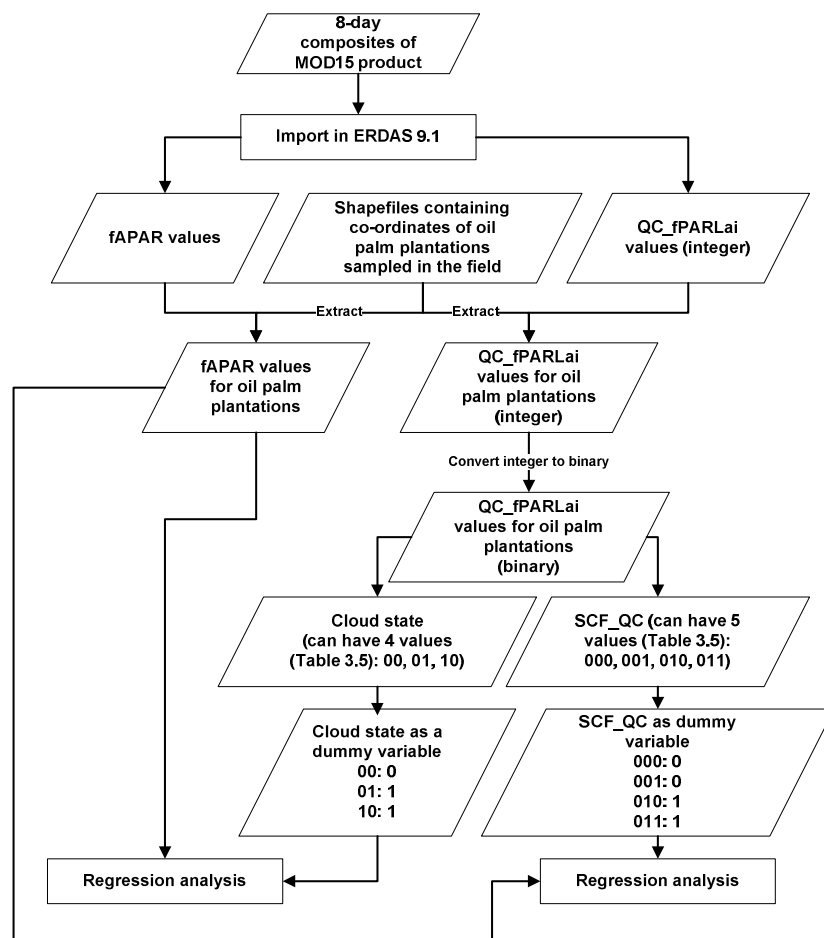 8-day
composites of
MOD15 product
Import in ERDAS 9.1
fAPAR values
Shapefiles containing
co-ordinates of oil
palm plantations
sampled in the field
QC_fPARLai
values (integer)
Extract
Extract
fAPAR values
for oil palm
plantations
QC_fPARLai
values for oil
palm plantations
(integer)
Convert integer to binary
QC_fPARLai
values for oil palm
plantations
(binary)
Cloud state
(can have 4 values
(Table 3.5): 00, 01, 10)
SCF_QC (can have 5
values (Table 3.5):
000, 001, 010, 011)
Cloud state as a
dummy variable
00: 0
01: 1
10: 1
SCF_QC as dummy
variable
000: 0
001: 0
010: 1
011: 1
Regression analysis
Regression analysis